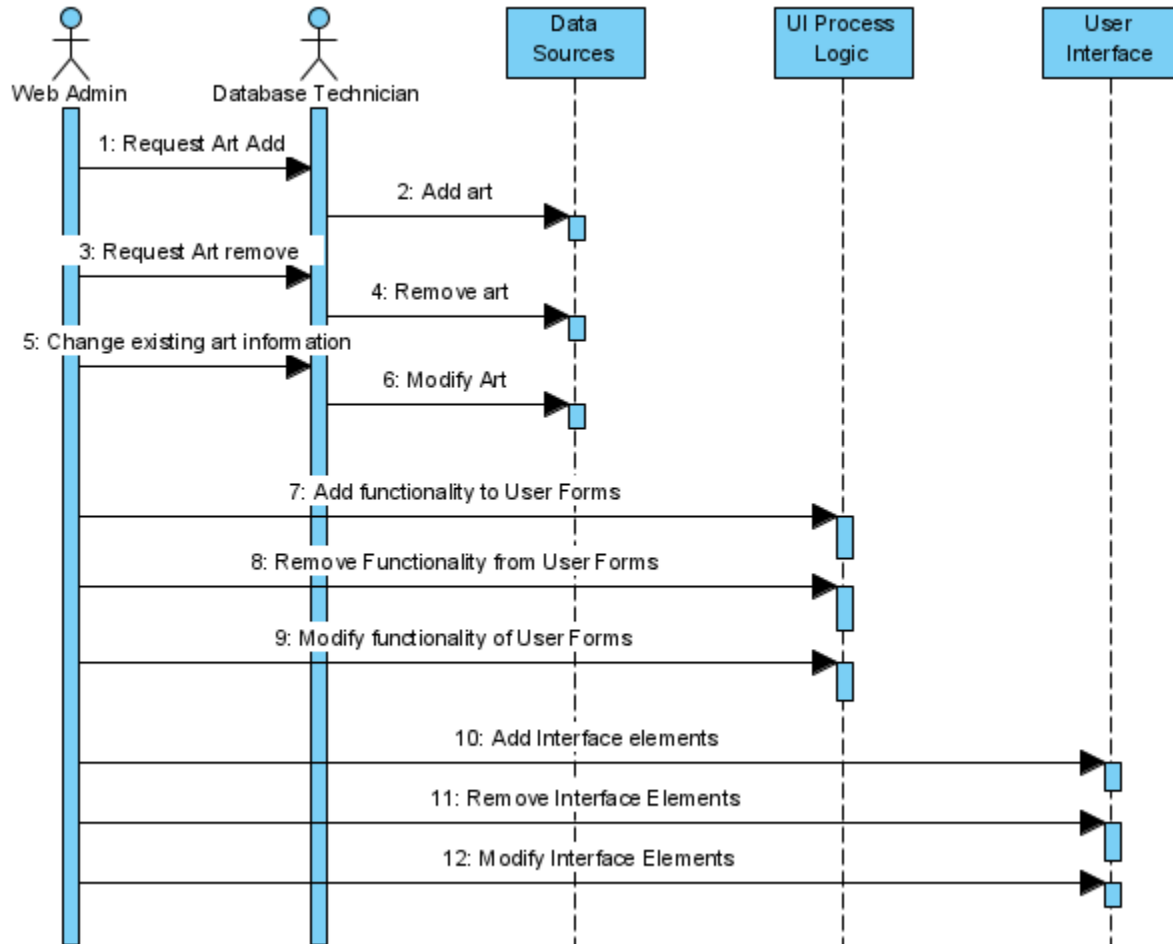 Data
Sources
UI Process
Logic
User
Interface
Web Admin
Database Technician
1: Request Art Add
2: Add art
3: Request Art remove
4: Remove art
5: Change existing art information
6: Modify Art
7: Add functionality to User Forms
8: Remove Functionality from User Forms
9: Modify functionality of User Forms
10: Add Interface elements
11: Remove Interface Elements
12: Modify Interface Elements